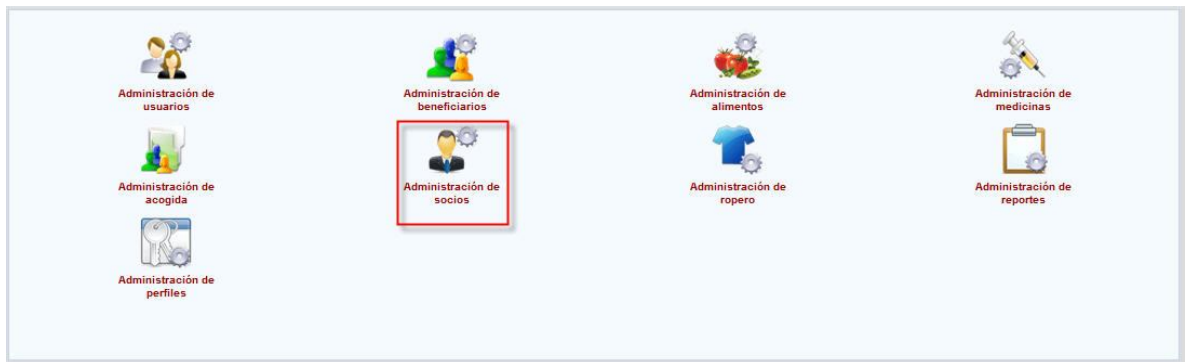 Administración de
usuarios
Administración de
beneficiarios
Administración de
alimentos
Administración de
medicinas
Administración de
acogida
Administración de
socios
Administración de
ropero
Administración de
reportes
Administración de
perfiles